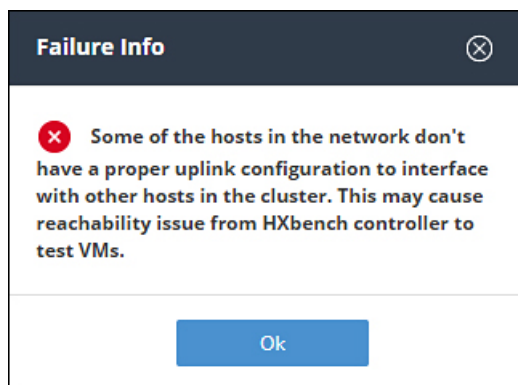 Failure Info
Some of the hosts in the network don't
have a proper uplink configuration to interface
with other hosts in the cluster. This may cause
reachability issue from HXbench controller to
test VMs.
Ok